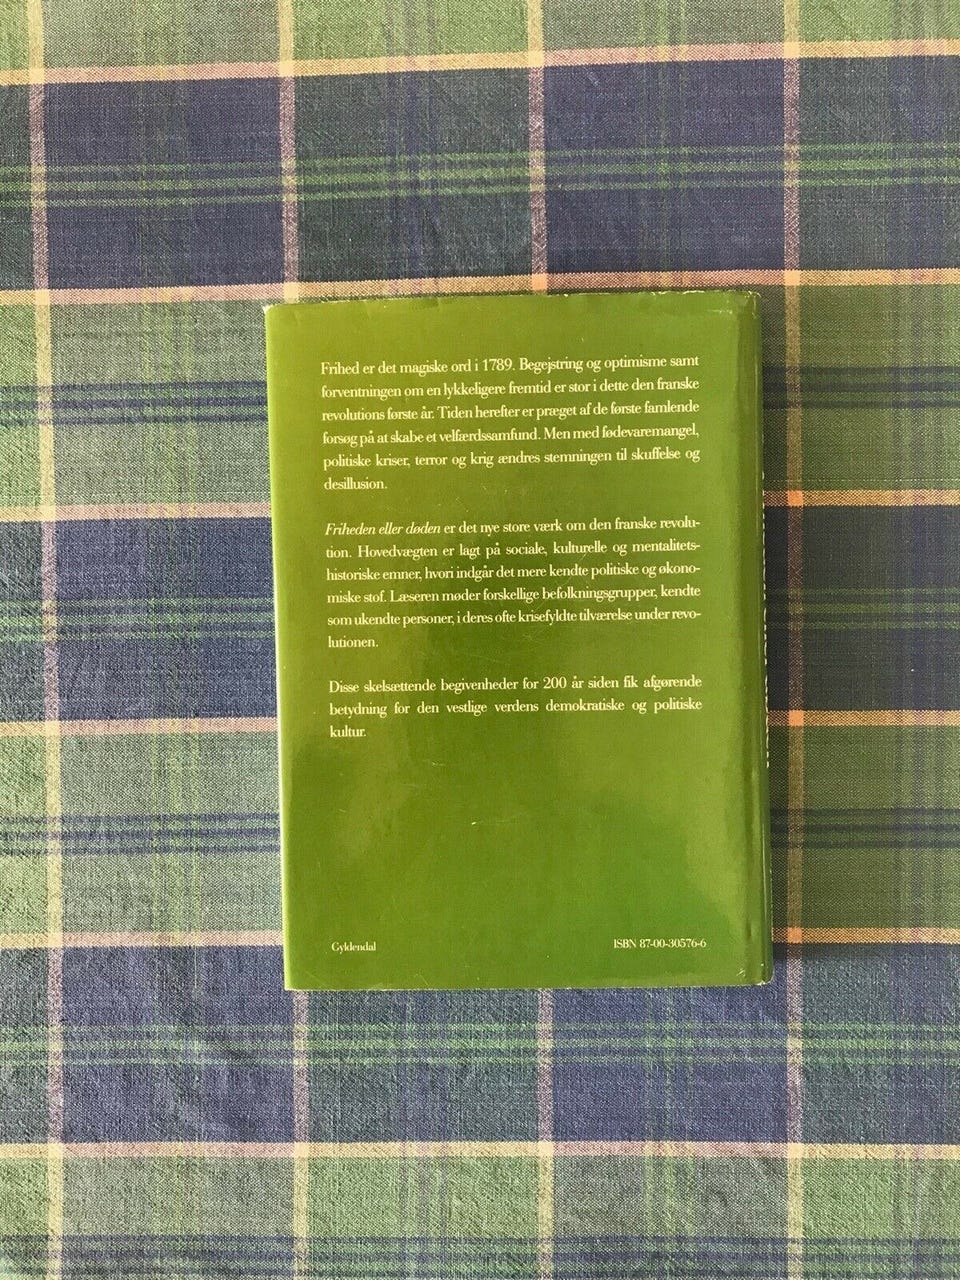 Frihed er det magiske ord i 1789. Begejstring og optimisme samt
forventningen om en lykkeligere fremtid er stor i dette den franske
revolutions første år. Tiden herefter er præget af de første famlende
forsøg på at skabe et velfærdssamfund. Men med fødevaremangel,
politiske kriser, terror og krig ændres stemningen til skuffelse og
desillusion.
Friheden eller døden er det nye store værk om den franske revolu-
tion. Hovedvægten er lagt på sociale, kulturelle og mentalitets-
historiske emner, hvori indgår det mere kendte politiske og økono-
miske stof. Læseren møder forskellige befolkningsgrupper, kendte
som ukendte personer, i deres ofte krisefyldte tilværelse under revo-
lutionen.
Disse skelsættende begivenheder for 200 år siden fik afgørende
betydning for den vestlige verdens demokratiske og politiske
kultur.
Gyldendal ISBN 87-00-30576-6